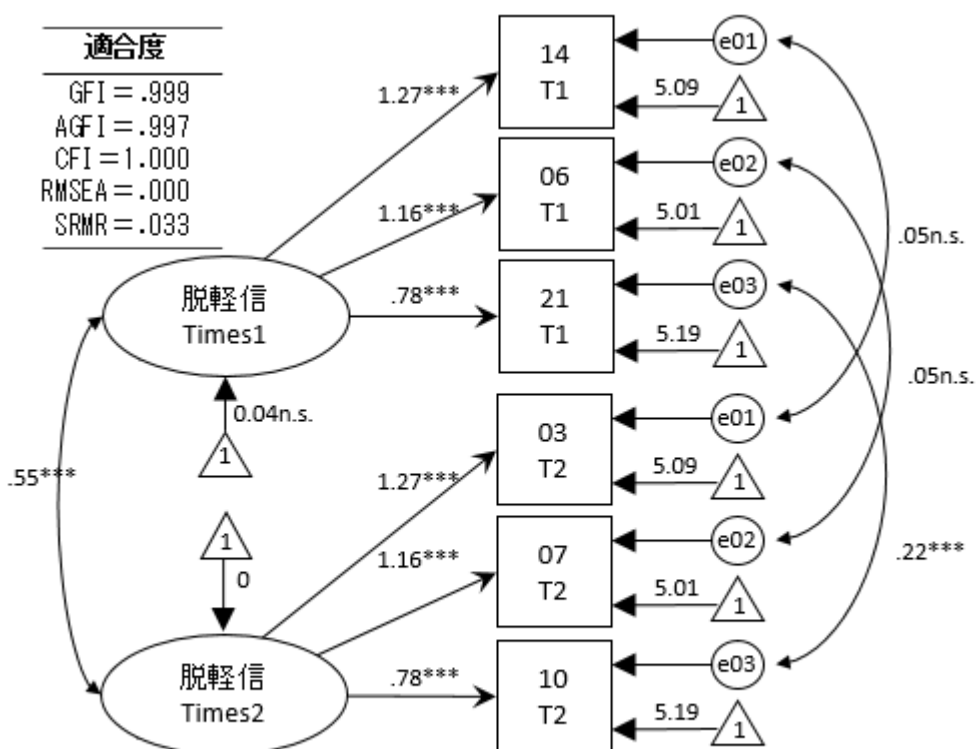 適合度
GFI＝.999
AGFI＝.997
CFI＝1.000
RMSEA＝.000
SRMR＝.033
14
T1
1.27***
e01
5.09
1
06
T1
1.16***
e02
5.01
1
21
T1
.78***
e03
5.19
1
脱軽信
Times1
0.04n.s.
1
.55***
1
0
脱軽信
Times2
03
T2
1.27***
e01
5.09
1
07
T2
1.16***
e02
5.01
1
10
T2
.78***
e03
5.19
1
.05n.s.
.05n.s.
.22***